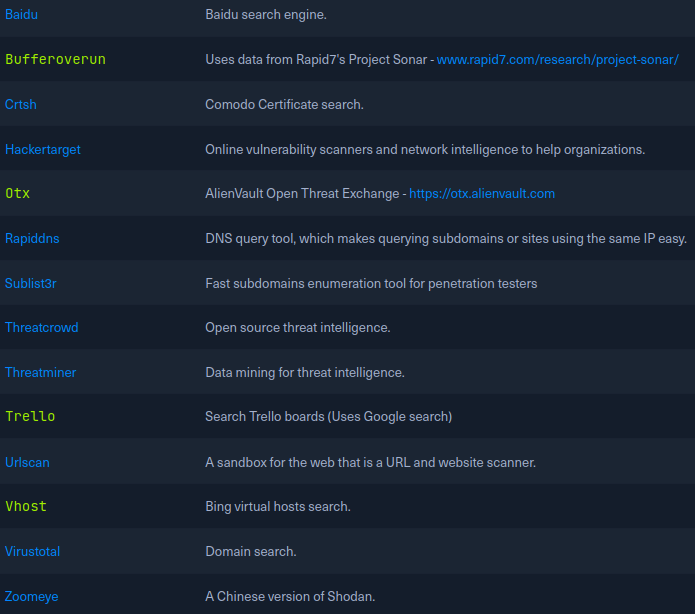 Baidu Baidu search engine.
Bufferoverun Uses data from Rapid7's Project Sonar - www.rapid7.com/research/project-sonar/
Crtsh Comodo Certificate search.
Hackertarget Online vulnerability scanners and network intelligence to help organizations.
Otx AlienVault Open Threat Exchange - https://otx.alienvault.com
Rapiddns DNS query tool, which makes querying subdomains or sites using the same IP easy.
Sublist3r Fast subdomains enumeration tool for penetration testers
Threatcrowd Open source threat intelligence.
Threatminer Data mining for threat intelligence.
Trello Search Trello boards (Uses Google search)
Urlscan A sandbox for the web that is a URL and website scanner.
Vhost Bing virtual hosts search.
Virustotal Domain search.
Zoomeye A Chinese version of Shodan.